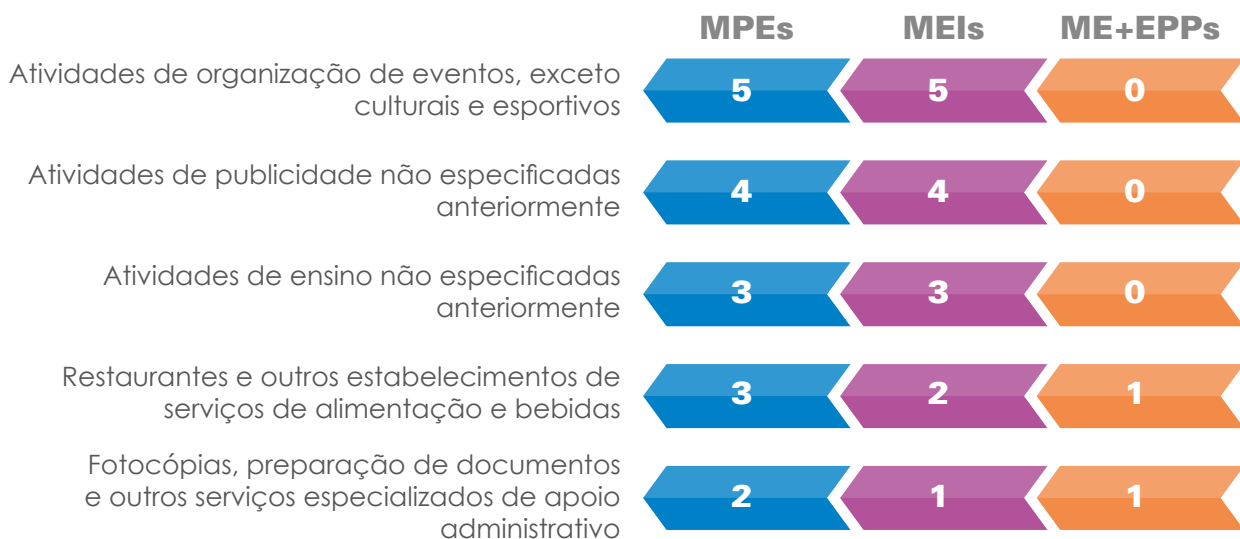 MPEs MEIs ME+EPPs
Atividades de organização de eventos, exceto
culturais e esportivos
5 5 0
Atividades de publicidade não especificadas
anteriormente
4 4 0
Atividades de ensino não especificadas
anteriormente
3 3 0
Restaurantes e outros estabelecimentos de
serviços de alimentação e bebidas
3 2 1
Fotocópias, preparação de documentos
e outros serviços especializados de apoio
administrativo
2 1 1